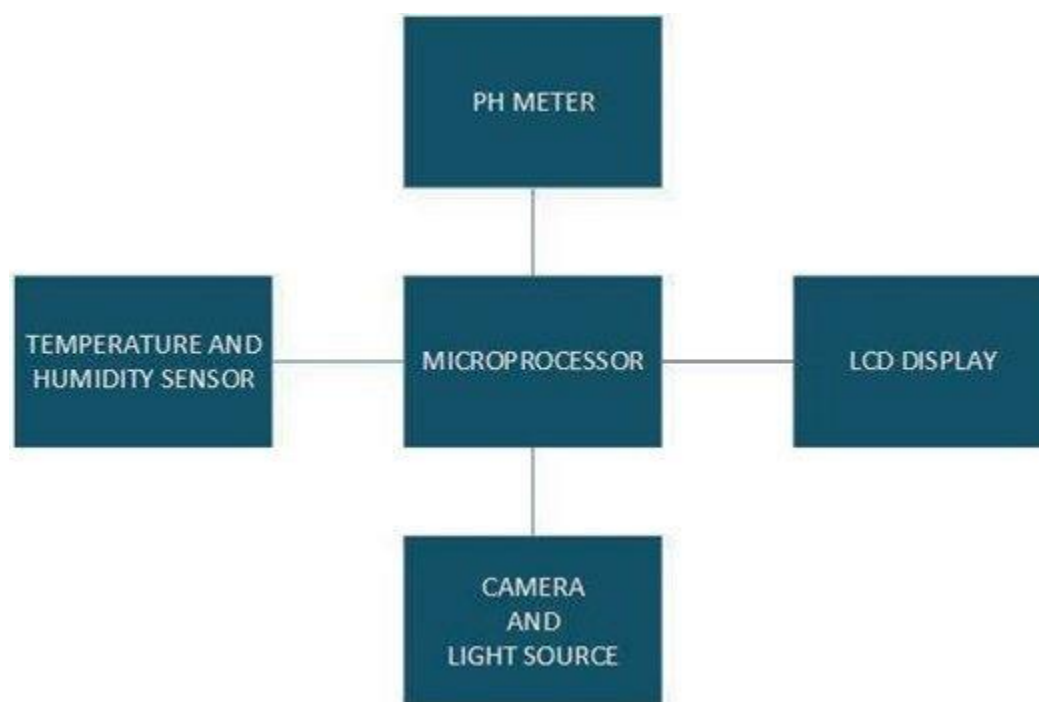 PH METER
TEMPERATURE AND
HUMIDITY SENSOR
MICROPROCESSOR
LCD DISPLAY
CAMERA
AND
LIGHT SOURCE